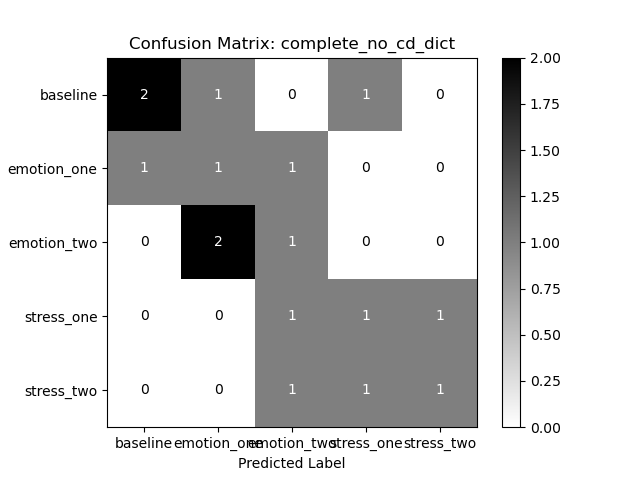 Confusion Matrix: complete_no_cd_dict
baseline 2 1 0 1 0
emotion_one 1 1 1 0 0
emotion_two 0 2 1 0 0
stress_one 0 0 1 1 1
stress_two 0 0 1 1 1
baseline emotion_one emotion_two stress_one stress_two
Predicted Label
2.00
1.75
1.50
1.25
1.00
0.75
0.50
0.25
0.00